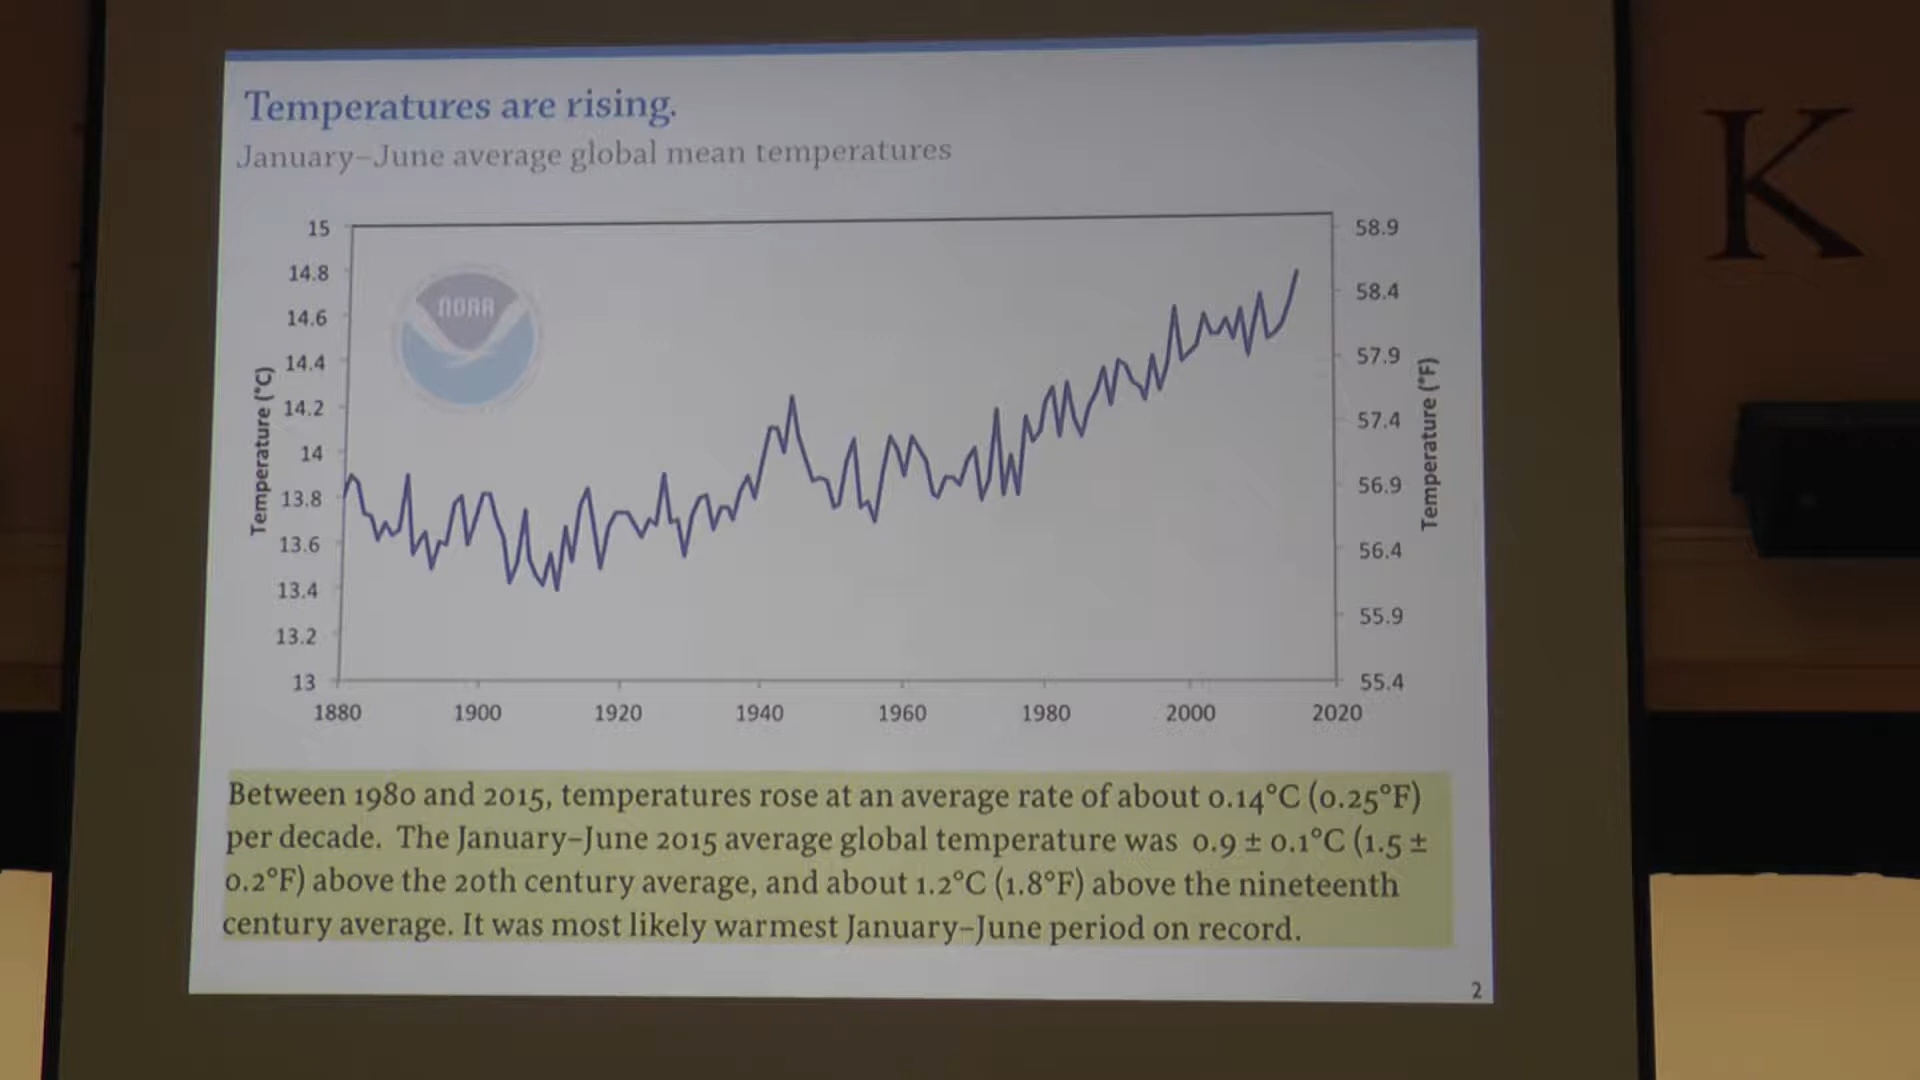 Temperatures are rising.
January–June average global mean temperatures
K
15
14.8
14.6
14.4
14.2
14
13.8
13.6
13.4
13.2
13
Temperature (°C)
NOAA
58.9
58.4
57.9
57.4
56.9
56.4
55.9
55.4
Temperature (°F)
1880 1900 1920 1940 1960 1980 2000 2020
Between 1980 and 2015, temperatures rose at an average rate of about 0.14°C (0.25°F)
per decade. The January–June 2015 average global temperature was 0.9 ± 0.1°C (1.5 ±
0.2°F) above the 20th century average, and about 1.2°C (1.8°F) above the nineteenth
century average. It was most likely warmest January–June period on record.
2